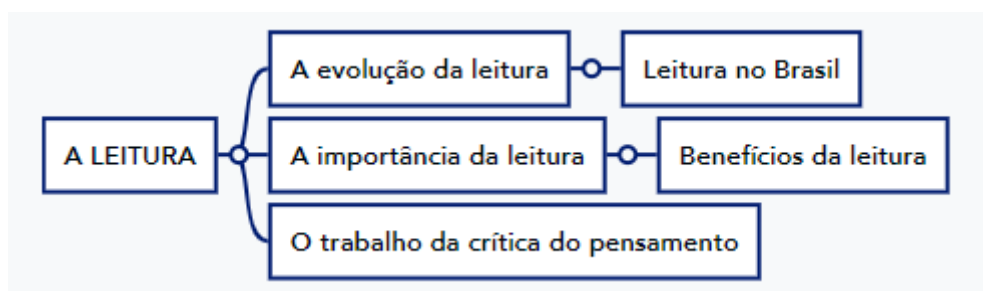 A LEITURA
A evolução da leitura
Leitura no Brasil
A importância da leitura
Benefícios da leitura
O trabalho da crítica do pensamento